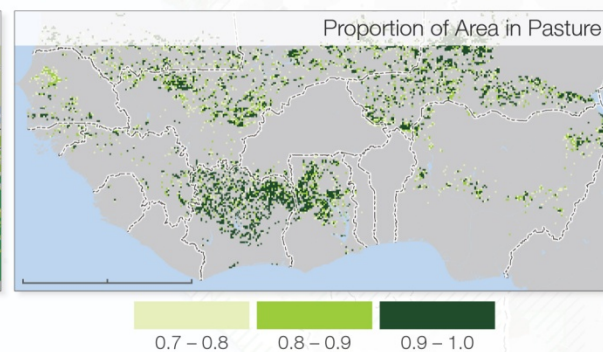 Proportion of Area in Pasture
0.7 – 0.8
0.8 – 0.9
0.9 – 1.0